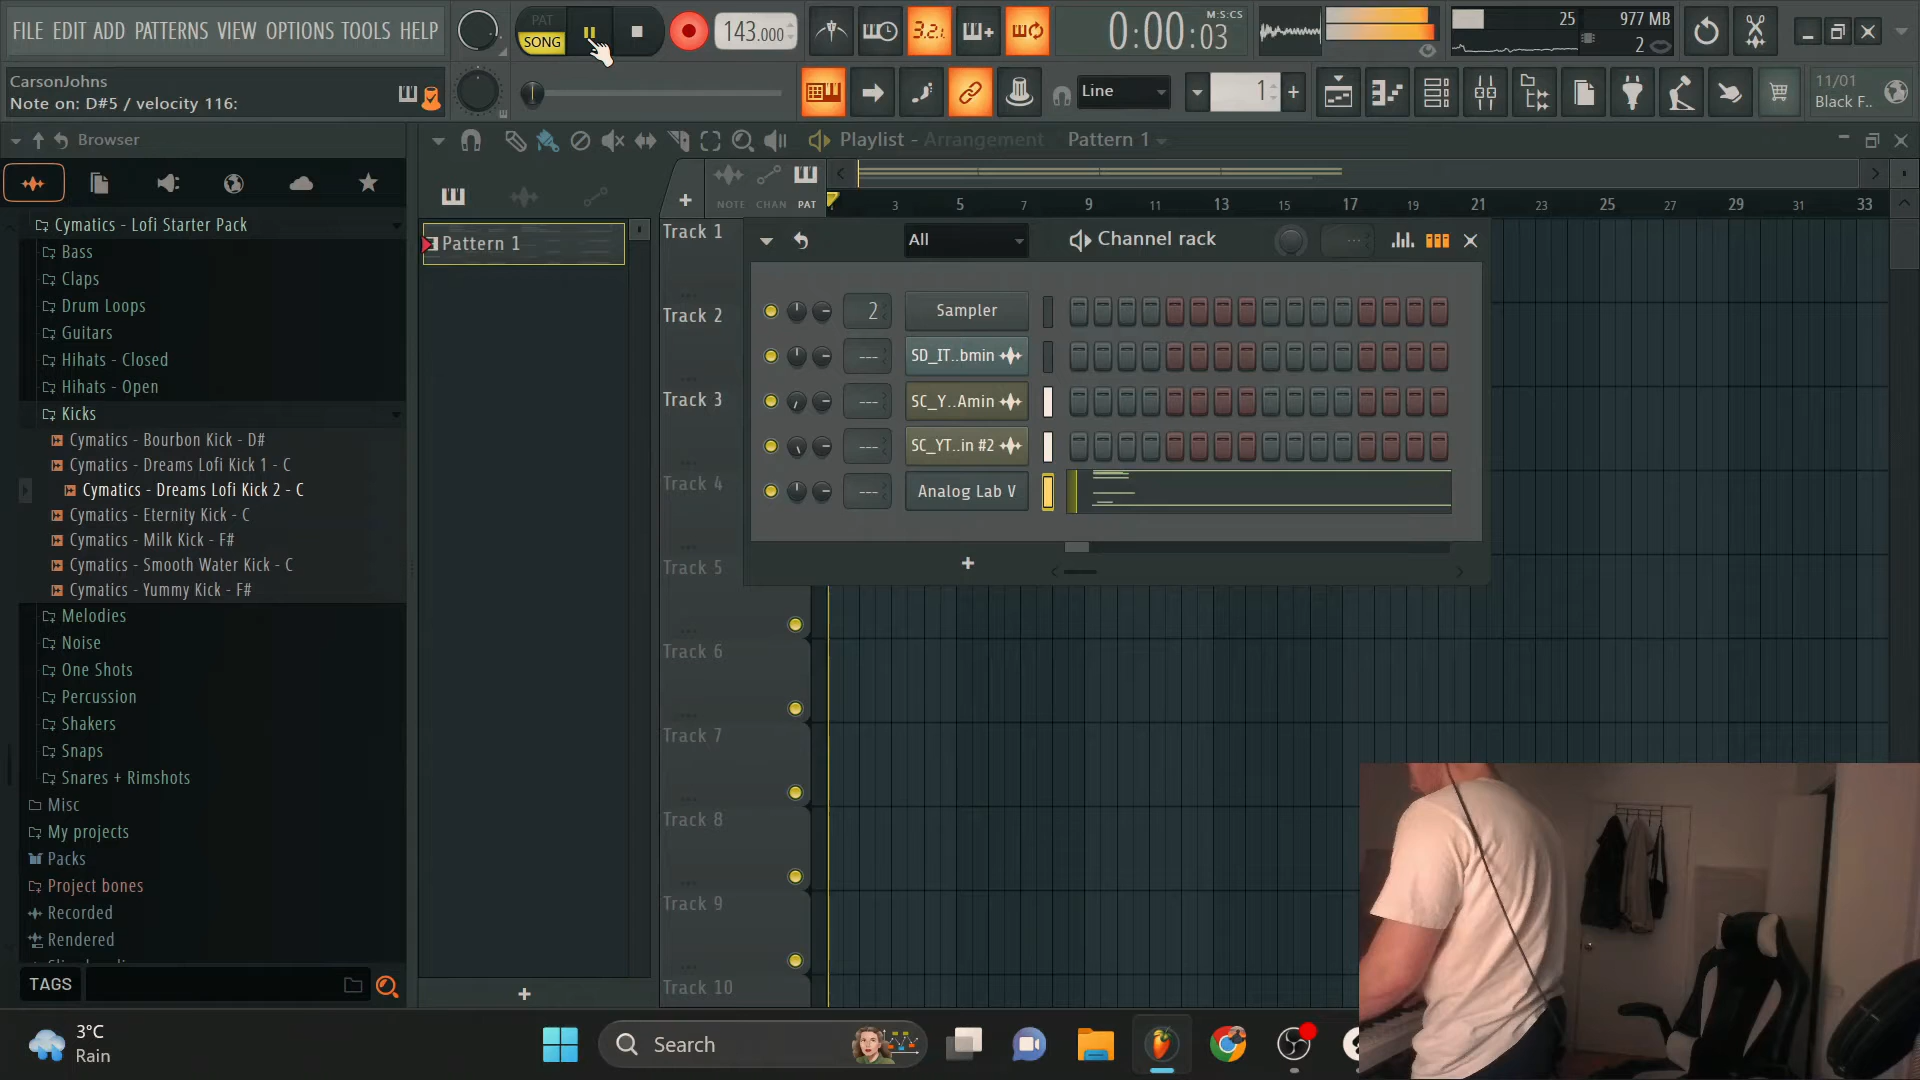 FILE EDIT ADD PATTERNS VIEW OPTIONS TOOLS HELP
PAT
SONG
143.000
3.2.1
M:S:CS
0:00:03
25
977 MB
2
CarsonJohns
Note on: D#5 / velocity 116:
Line
1
11/01
Black F..
Browser
Playlist - Arrangement
Pattern 1
NOTE CHAN PAT
3 5 7 9 11 13 15 17 19 21 23 25 27 29 31 33
Cymatics - Lofi Starter Pack
Bass
Claps
Drum Loops
Guitars
Hihats - Closed
Hihats - Open
Kicks
Cymatics - Bourbon Kick - D#
Cymatics - Dreams Lofi Kick 1 - C
Cymatics - Dreams Lofi Kick 2 - C
Cymatics - Eternity Kick - C
Cymatics - Milk Kick - F#
Cymatics - Smooth Water Kick - C
Cymatics - Yummy Kick - F#
Melodies
Noise
One Shots
Percussion
Shakers
Snaps
Snares + Rimshots
Misc
My projects
Packs
Project bones
Recorded
Rendered
TAGS
Pattern 1
Track 1
Track 2
Track 3
Track 4
Track 5
Track 6
Track 7
Track 8
Track 9
Track 10
All
Channel rack
2
Sampler
---
SD_IT..bmin
---
SC_Y..Amin
---
SC_YT..in #2
---
Analog Lab V
3°C
Rain
Search